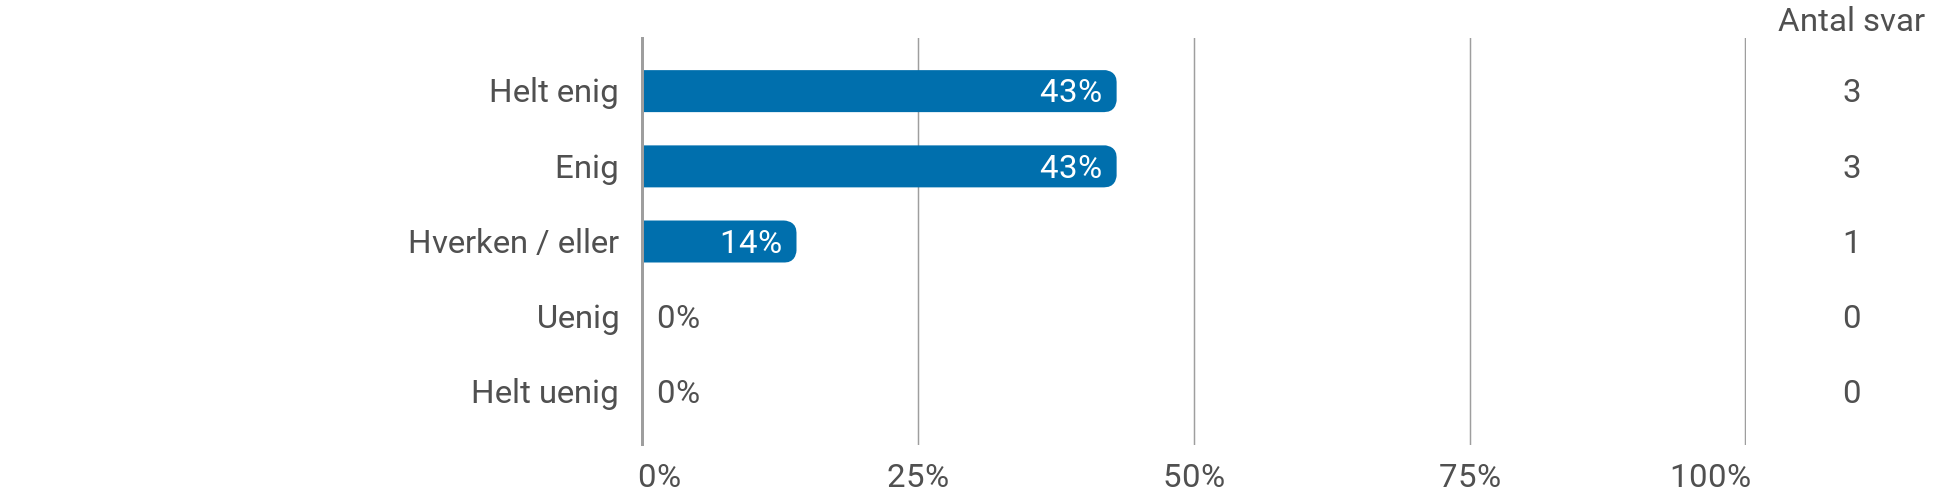 Antal svar
Helt enig 43% 3
Enig 43% 3
Hverken / eller 14% 1
Uenig 0% 0
Helt uenig 0% 0
0% 25% 50% 75% 100%